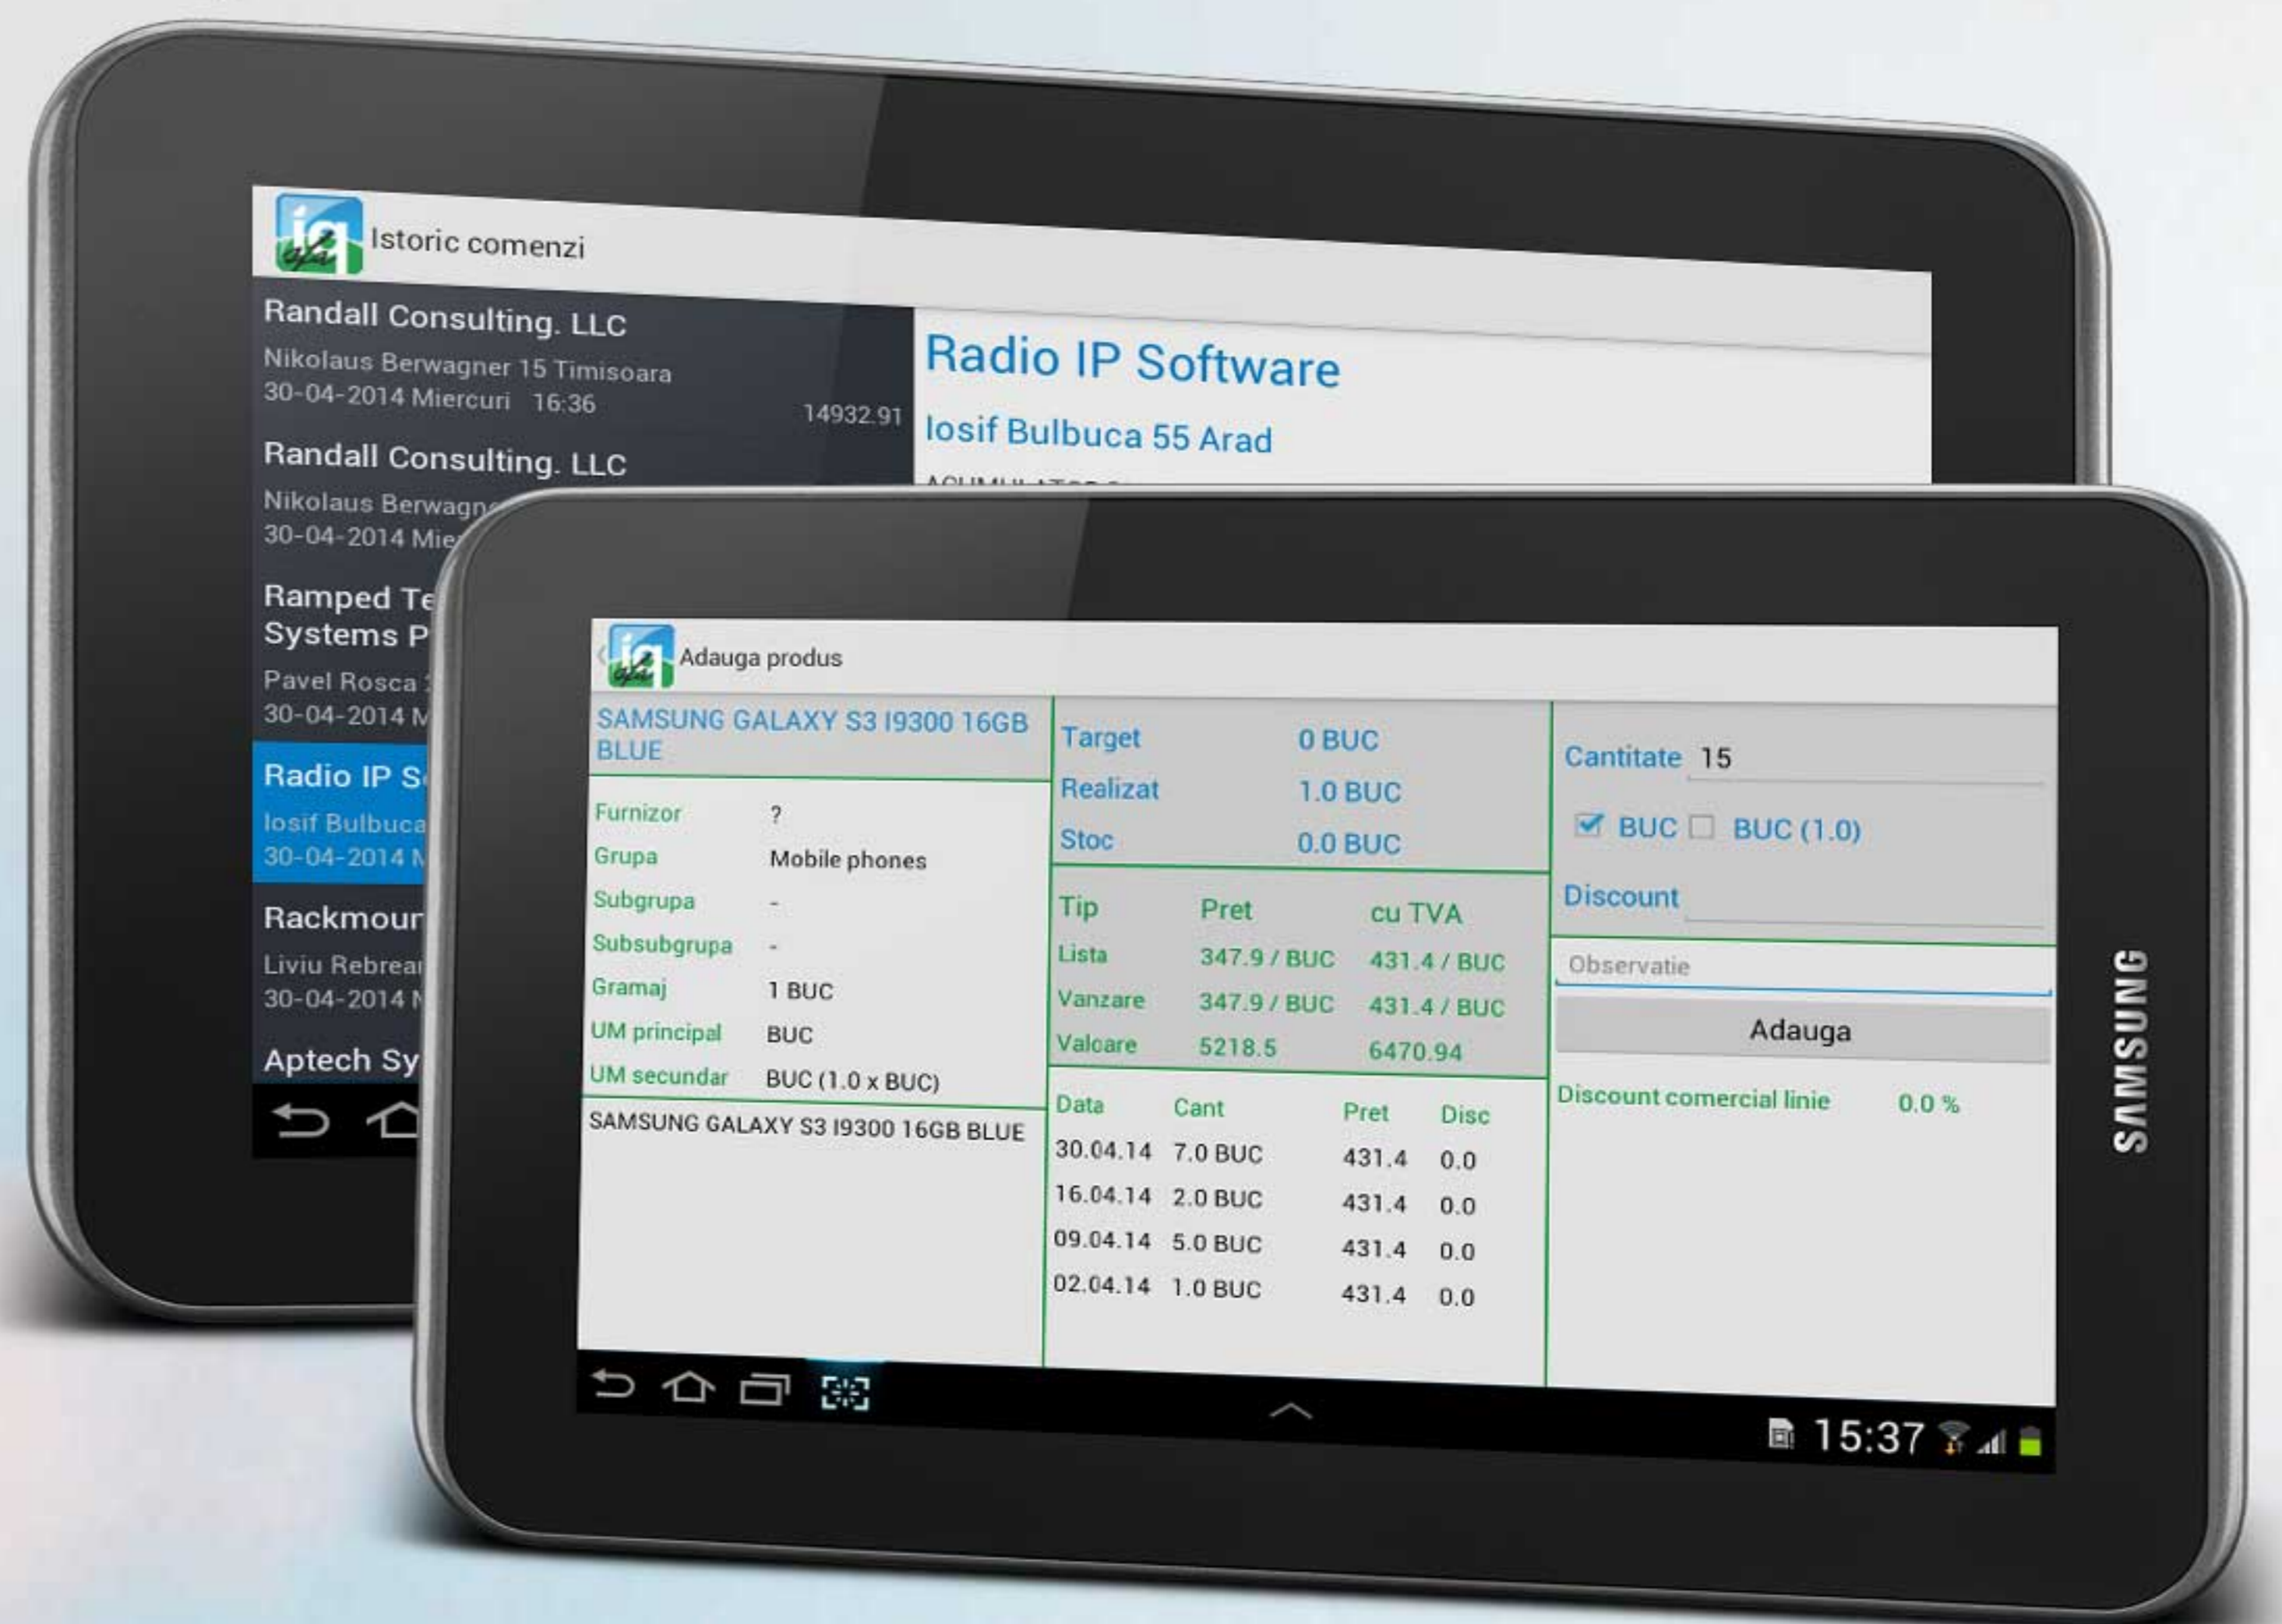 Istoric comenzi
Randall Consulting. LLC
Nikolaus Berwagner 15 Timisoara
30-04-2014 Miercuri 16:36
14932.91
Randall Consulting. LLC
Nikolaus
30-04-2014
Ramped
Systems
Pavel Rosca
30-04-2014
Radio IP
Iosif Bulbuca
30-04-2014
Liviu
30-04-2014
Aptech
Radio IP Software
Iosif Bulbuca 55 Arad
Adauga produs
SAMSUNG GALAXY S3 I9300 16GB
BLUE
Furnizor ?
Grupa Mobile phones
Subgrupa -
Subsubgrupa -
Gramaj 1 BUC
UM principal BUC
UM secundar BUC (1.0 x BUC)
SAMSUNG GALAXY S3 I9300 16GB BLUE
Target 0 BUC
Realizat 1.0 BUC
Stoc 0.0 BUC
Tip Pret cu TVA
Lista 347.9 / BUC 431.4 / BUC
Vanzare 347.9 / BUC 431.4 / BUC
Valoare 5218.5 6470.94
Data Cant Pret Disc
30.04.14 7.0 BUC 431.4 0.0
16.04.14 2.0 BUC 431.4 0.0
09.04.14 5.0 BUC 431.4 0.0
02.04.14 1.0 BUC 431.4 0.0
Cantitate 15
BUC BUC (1.0)
Discount
Observatie
Adauga
Discount comercial linie 0.0 %
15:37
SAMSUNG